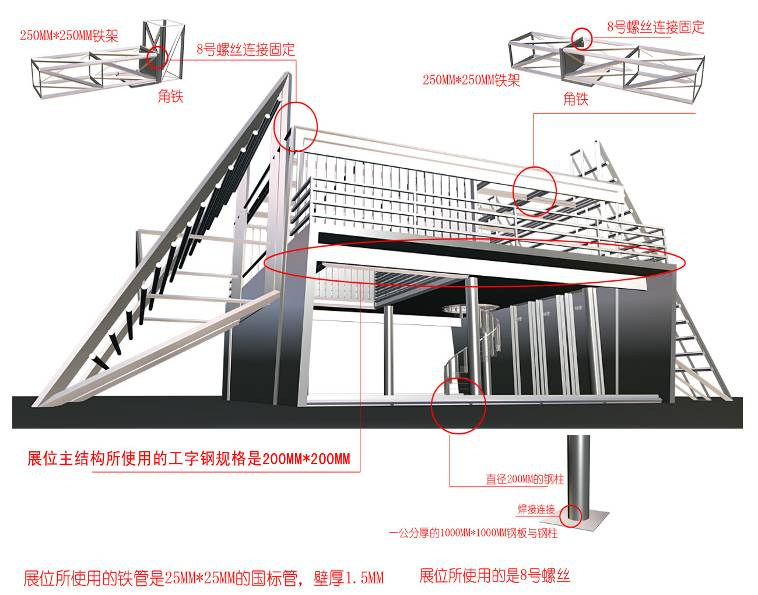 250MM*250MM铁架
8号螺丝连接固定
角铁
8号螺丝连接固定
250MM*250MM铁架
角铁
展位主结构所使用的工字钢规格是200MM*200MM
直径200MM的钢柱
焊接连接
一公分厚的1000MM*1000MM钢板与钢柱
展位所使用的铁管是25MM*25MM的国标管，壁厚1.5MM
展位所使用的是8号螺丝